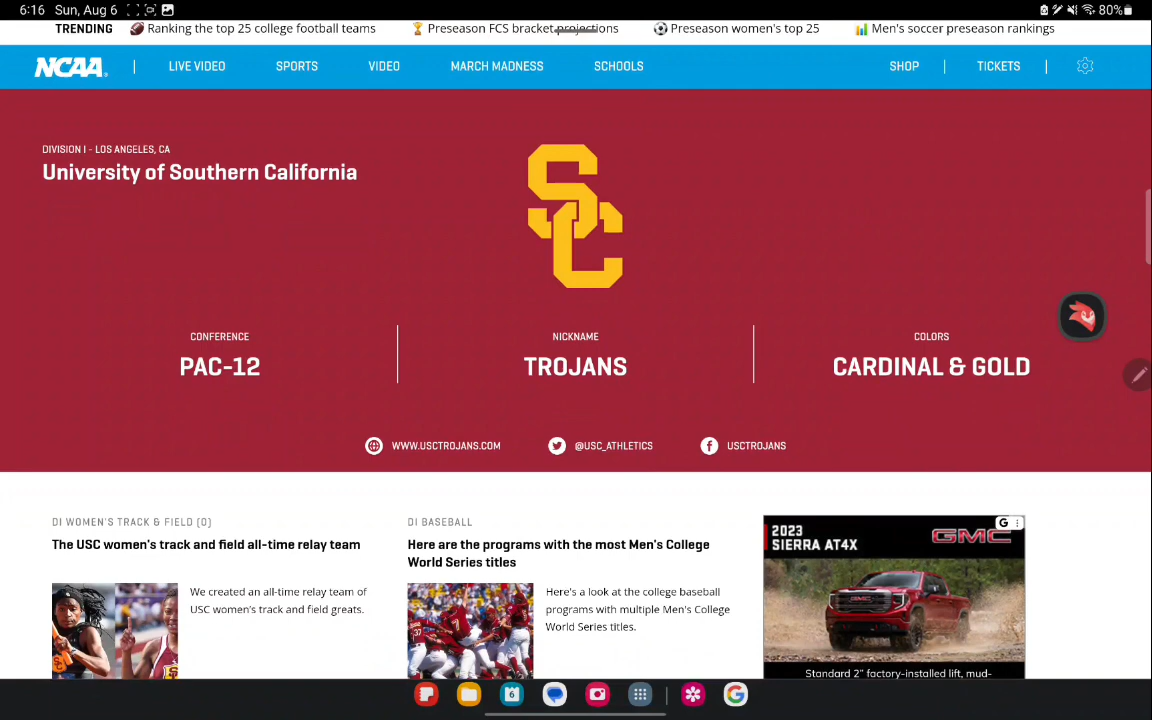 6:16 Sun, Aug 6
80%
TRENDING Ranking the top 25 college football teams Preseason FCS bracket projections Preseason women's top 25 Men's soccer preseason rankings
NCAA LIVE VIDEO SPORTS VIDEO MARCH MADNESS SCHOOLS SHOP TICKETS
DIVISION I - LOS ANGELES, CA
University of Southern California
SC
CONFERENCE NICKNAME COLORS
PAC-12 TROJANS CARDINAL & GOLD
WWW.USCTROJANS.COM @USC_ATHLETICS USCTROJANS
DI WOMEN'S TRACK & FIELD (O)
The USC women's track and field all-time relay team
We created an all-time relay team of
USC women's track and field greats.
DI BASEBALL
Here are the programs with the most Men's College
World Series titles
Here's a look at the college baseball
programs with multiple Men's College
World Series titles.
2023
SIERRA AT4X
GMC
Standard 2" factory-installed lift, mud-
6